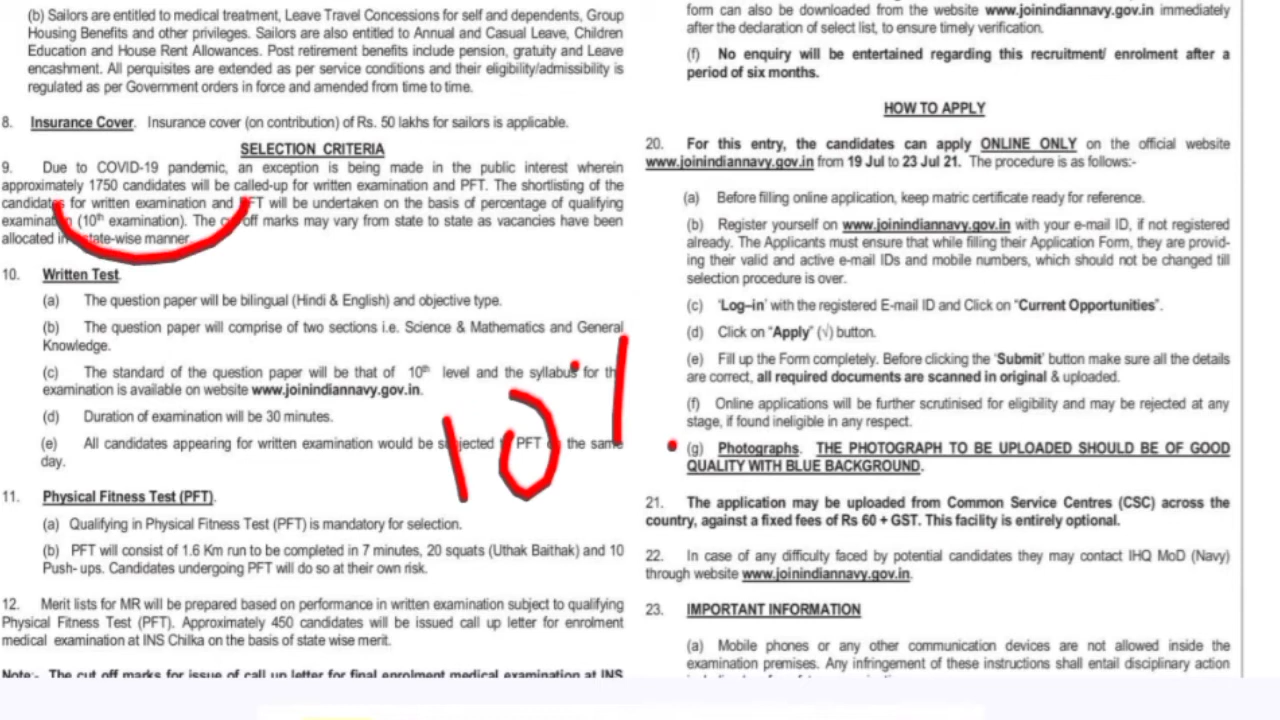 (b) Sailors are entitled to medical treatment, Leave Travel Concessions for self and dependents, Group
Housing Benefits and other privileges. Sailors are also entitled to Annual and Casual Leave, Children
Education and House Rent Allowances. Post retirement benefits include pension, gratuity and Leave
encashment. All perquisites are extended as per service conditions and their eligibility/admissibility is
regulated as per Government orders in force and amended from time to time.
8. Insurance Cover. Insurance cover (on contribution) of Rs. 50 lakhs for sailors is applicable.
SELECTION CRITERIA
9. Due to COVID-19 pandemic, an exception is being made in the public interest wherein
approximately 1750 candidates will be called-up for written examination and PFT. The shortlisting of the
candidates for written examination and PFT will be undertaken on the basis of percentage of qualifying
examination (10th examination). The cut off marks may vary from state to state as vacancies have been
allocated in state-wise manner.
10. Written Test.
(a) The question paper will be bilingual (Hindi & English) and objective type.
(b) The question paper will comprise of two sections i.e. Science & Mathematics and General
Knowledge.
(c) The standard of the question paper will be that of 10th level and the syllabus for the
examination is available on website www.joinindiannavy.gov.in.
(d) Duration of examination will be 30 minutes.
(e) All candidates appearing for written examination would be subjected to PFT on the same
day.
10
11. Physical Fitness Test (PFT).
(a) Qualifying in Physical Fitness Test (PFT) is mandatory for selection.
(b) PFT will consist of 1.6 Km run to be completed in 7 minutes, 20 squats (Uthak Baithak) and 10
Push- ups. Candidates undergoing PFT will do so at their own risk.
12. Merit lists for MR will be prepared based on performance in written examination subject to qualifying
Physical Fitness Test (PFT). Approximately 450 candidates will be issued call up letter for enrolment
medical examination at INS Chilka on the basis of state wise merit.
Note:- The cut off marks for issue of call up letter for final enrolment medical examination at INS
form can also be downloaded from the website www.joinindiannavy.gov.in immediately
after the declaration of select list, to ensure timely verification.
(f) No enquiry will be entertained regarding this recruitment/ enrolment after a
period of six months.
HOW TO APPLY
20. For this entry, the candidates can apply ONLINE ONLY on the official website
www.joinindiannavy.gov.in from 19 Jul to 23 Jul 21. The procedure is as follows:-
(a) Before filling online application, keep matric certificate ready for reference.
(b) Register yourself on www.joinindiannavy.gov.in with your e-mail ID, if not registered
already. The Applicants must ensure that while filling their Application Form, they are provid-
ing their valid and active e-mail IDs and mobile numbers, which should not be changed till
selection procedure is over.
(c) 'Log–in' with the registered E-mail ID and Click on "Current Opportunities".
(d) Click on "Apply" (√) button.
(e) Fill up the Form completely. Before clicking the 'Submit' button make sure all the details
are correct, all required documents are scanned in original & uploaded.
(f) Online applications will be further scrutinised for eligibility and may be rejected at any
stage, if found ineligible in any respect.
(g) Photographs. THE PHOTOGRAPH TO BE UPLOADED SHOULD BE OF GOOD
QUALITY WITH BLUE BACKGROUND.
21. The application may be uploaded from Common Service Centres (CSC) across the
country, against a fixed fees of Rs 60 + GST. This facility is entirely optional.
22. In case of any difficulty faced by potential candidates they may contact IHQ MoD (Navy)
through website www.joinindiannavy.gov.in.
23. IMPORTANT INFORMATION
(a) Mobile phones or any other communication devices are not allowed inside the
examination premises. Any infringement of these instructions shall entail disciplinary action